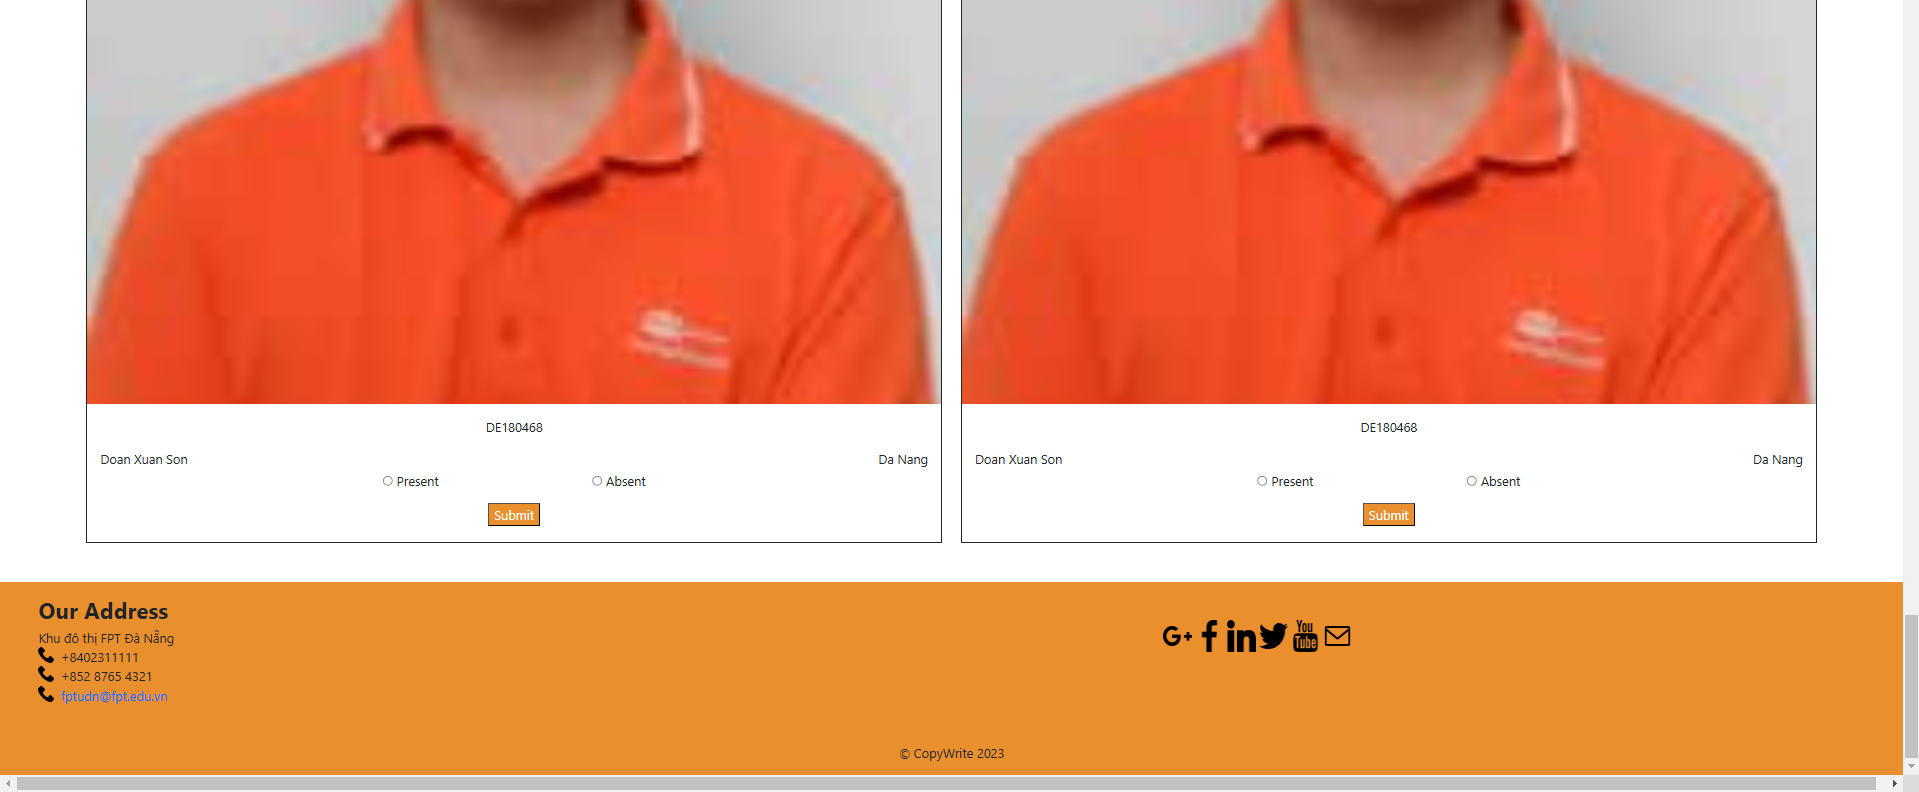 DE180468
Doan Xuan Son Da Nang
Present Absent
Submit
DE180468
Doan Xuan Son Da Nang
Present Absent
Submit
Our Address
Khu đô thị FPT Đà Nẵng
+8402311111
+852 8765 4321
fptudn@fpt.edu.vn
G+ f in You Tube
© CopyWrite 2023